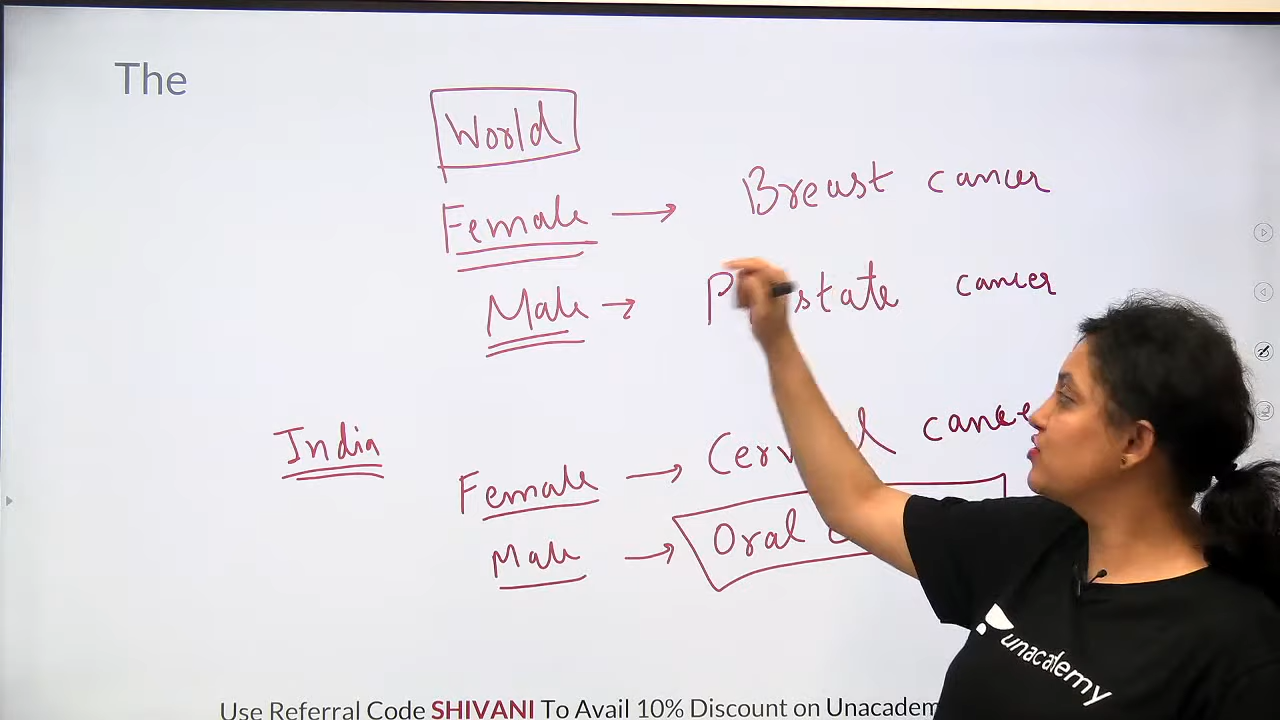 The
World
Female → Breast cancer
Male → Prostate cancer
India
Female → Cervical cancer
Male → Oral
unacademy
Use Referral Code SHIVANI To Avail 10% Discount on Unacadem